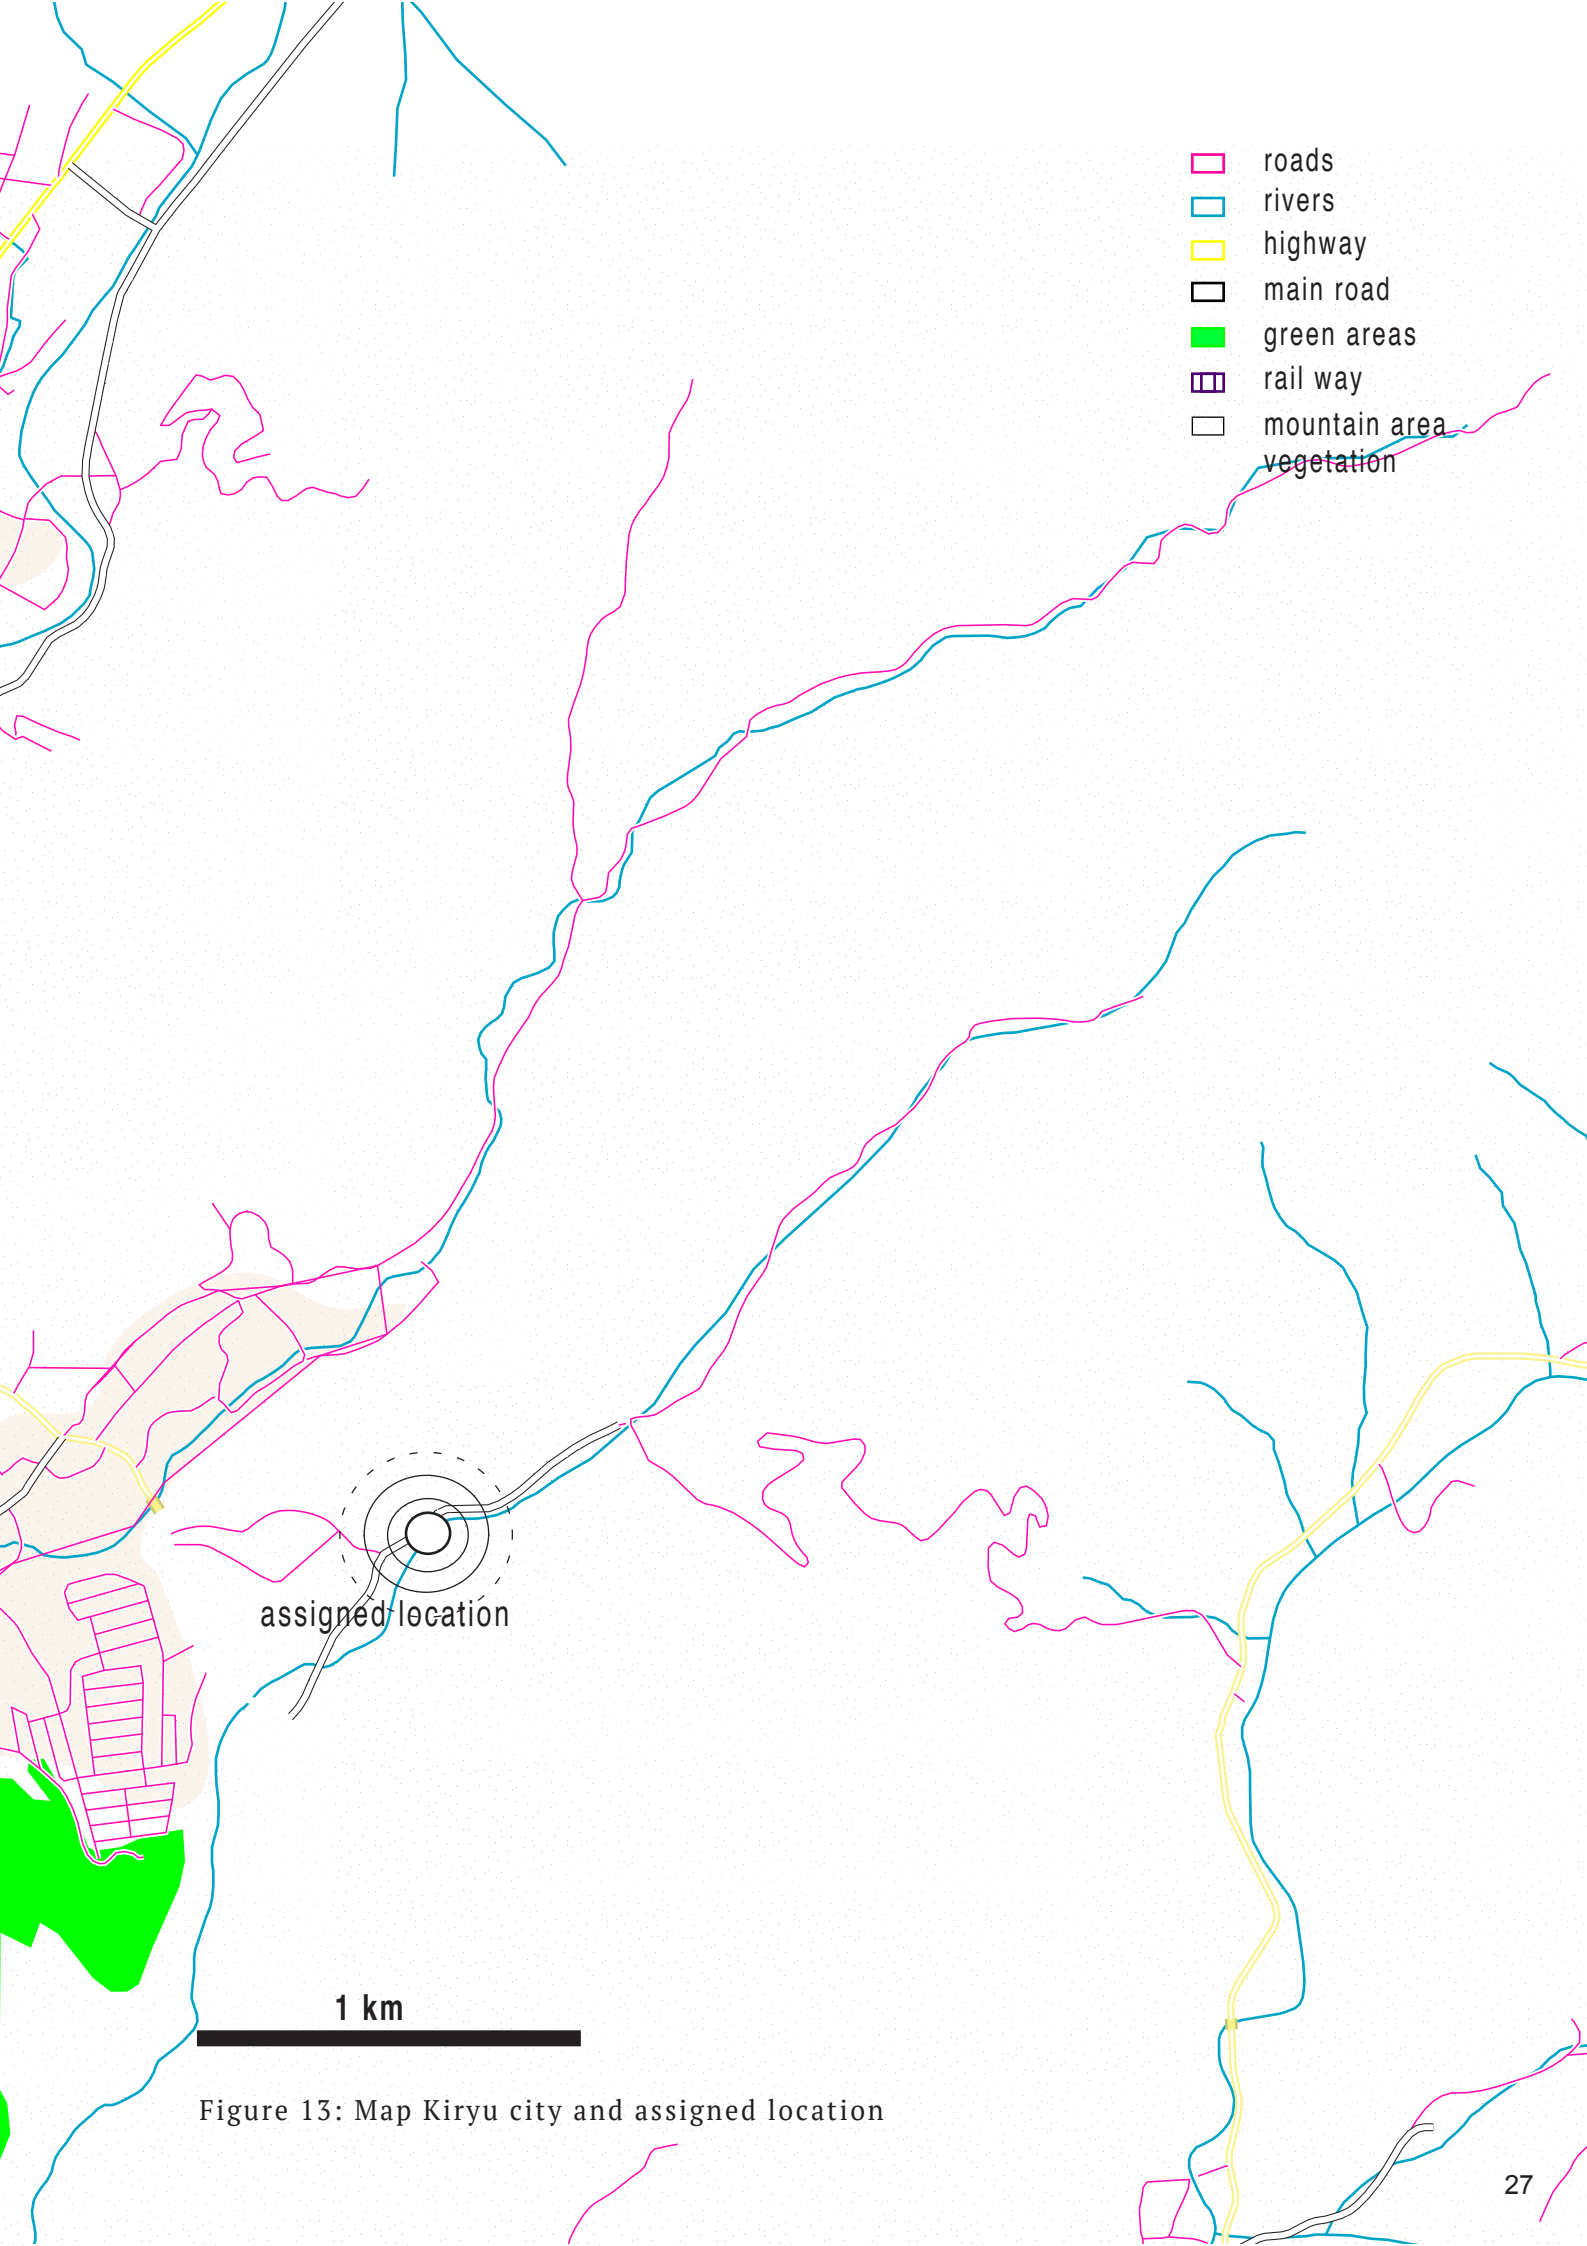 roads
rivers
highway
main road
green areas
rail way
mountain area
vegetation
assigned location
1 km
Figure 13: Map Kiryu city and assigned location
27